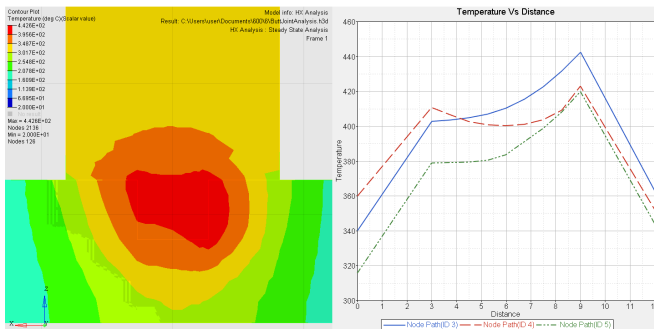 Contour Plot
Temperature (deg C)(Scalar value)
4.426E+02
3.956E+02
3.487E+02
3.017E+02
2.548E+02
2.078E+02
1.609E+02
1.139E+02
6.695E+01
2.000E+01
Max = 4.426E+02
Nodes 2136
Min = 2.000E+01
Nodes 126
Model info: HX Analysis
Result: C:\Users\user\Documents\600\6\ButtJointAnalysis.h3d
HX Analysis : Steady State Analysis
Frame 1
Z
X
Temperature Vs Distance
460
440
420
400
380
360
340
320
300
Temperature
0 1 2 3 4 5 6 7 8 9 10 11
Distance
Node Path(ID 3) Node Path(ID 4) Node Path(ID 5)